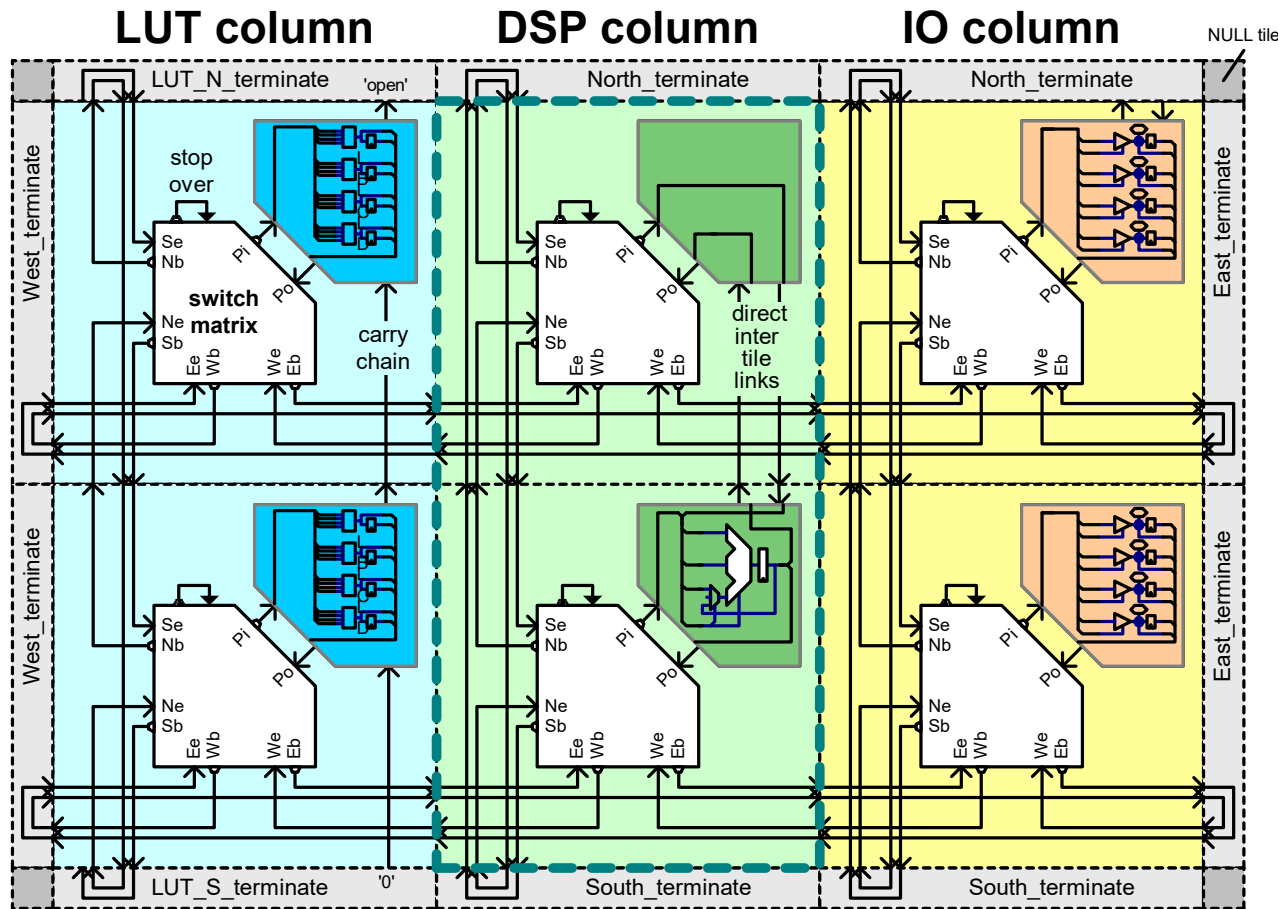 LUT column
DSP column
IO column
NULL tile
LUT_N_terminate
'open'
North_terminate
North_terminate
West_terminate
stop
over
Se
Nb
Pi
Po
switch
matrix
Ne
Sb
Ee
Wb
We
Eb
carry
chain
Se
Nb
Pi
Po
Ne
Sb
Ee
Wb
We
Eb
direct
inter
tile
links
Se
Nb
Pi
Po
Ne
Sb
Ee
Wb
We
Eb
East_terminate
West_terminate
Se
Nb
Pi
Po
Ne
Sb
Ee
Wb
We
Eb
Se
Nb
Pi
Po
Ne
Sb
Ee
Wb
We
Eb
Se
Nb
Pi
Po
Ne
Sb
Ee
Wb
We
Eb
East_terminate
LUT_S_terminate
'0'
South_terminate
South_terminate